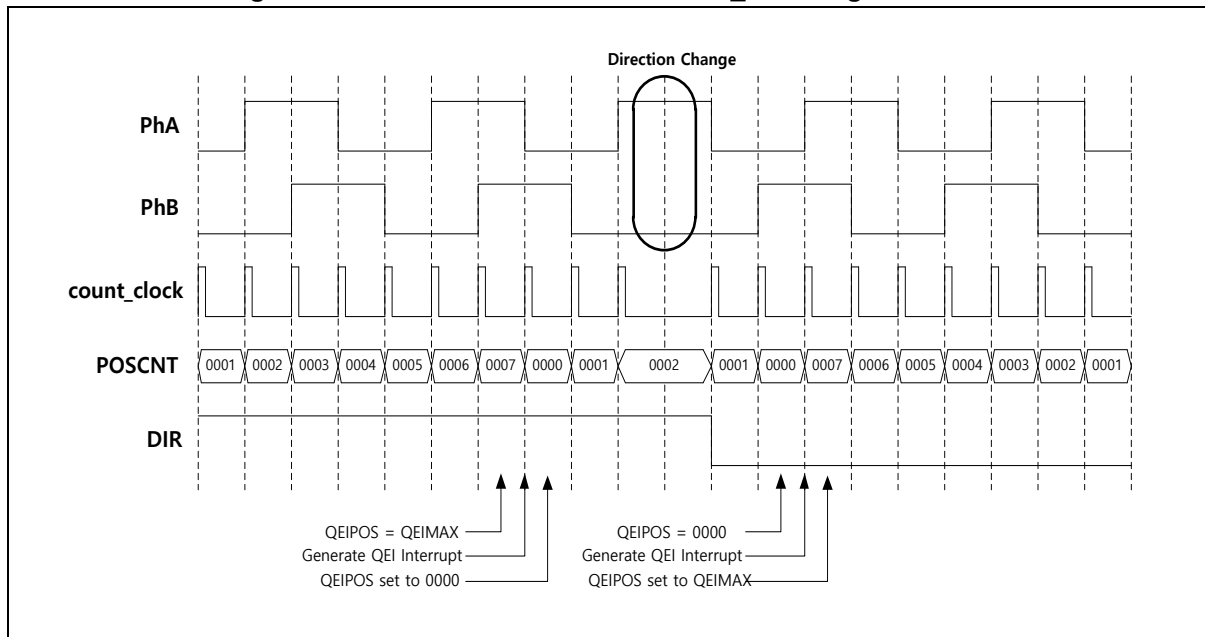 Direction Change
PhA
PhB
count_clock
POSCNT 0001 0002 0003 0004 0005 0006 0007 0000 0001 0002 0001 0000 0007 0006 0005 0004 0003 0002 0001
DIR
QEIPOS = QEIMAX QEIPOS = 0000
Generate QEI Interrupt Generate QEI Interrupt
QEIPOS set to 0000 QEIPOS set to QEIMAX